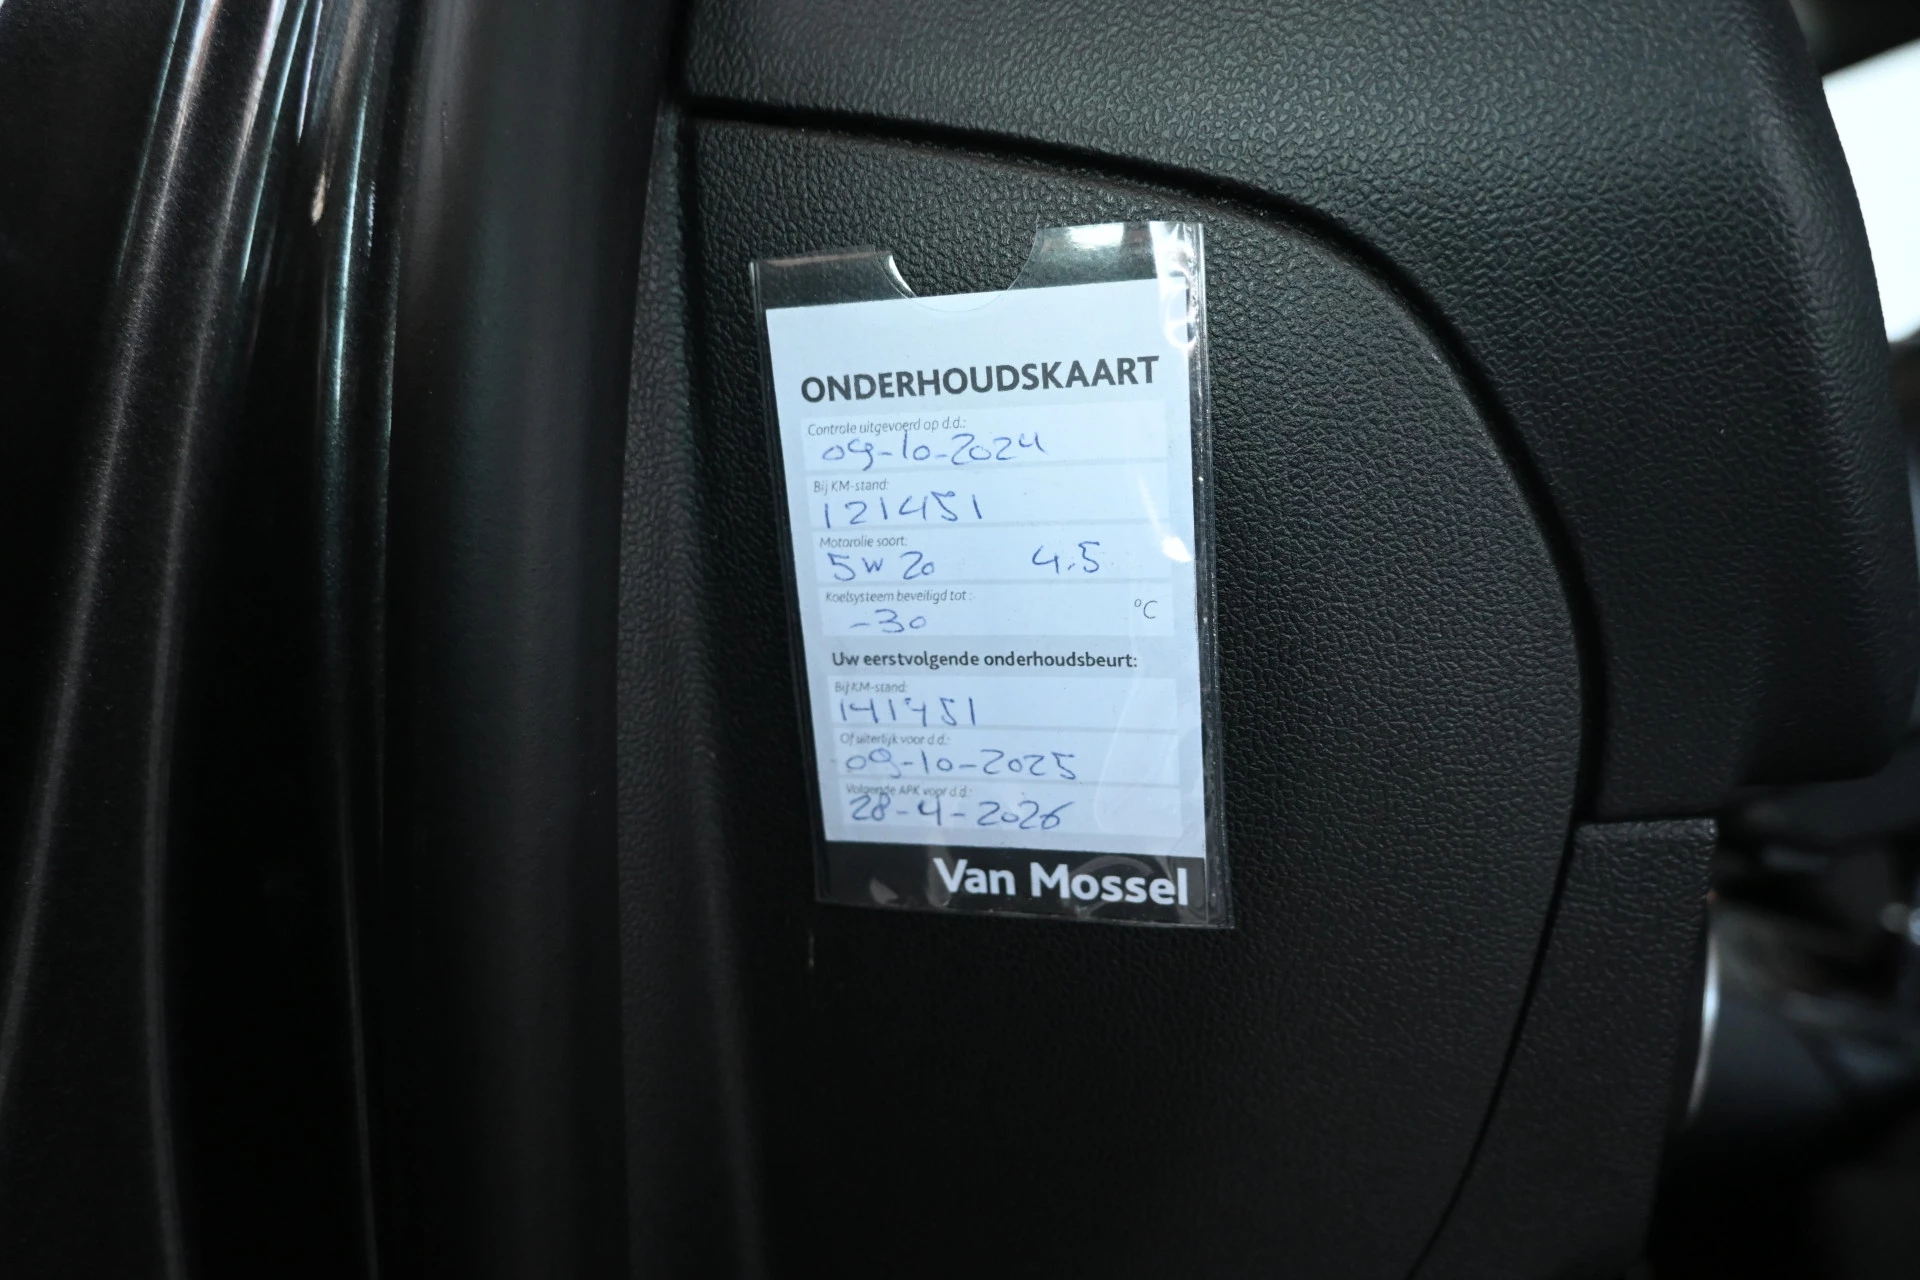 ONDERHOUDSKAART
Controle uitgevoerd op d.d.:
09-10-2024
Bij KM-stand:
121451
Motorolie soort:
5W 20 4.5
Koelsysteem beveiligd tot:
-30 °C
Uw eerstvolgende onderhoudsbeurt:
Bij KM-stand:
141451
Of uiterlijk voor d.d.:
09-10-2025
Volgende APK voor d.d.:
28-4-2026
Van Mossel